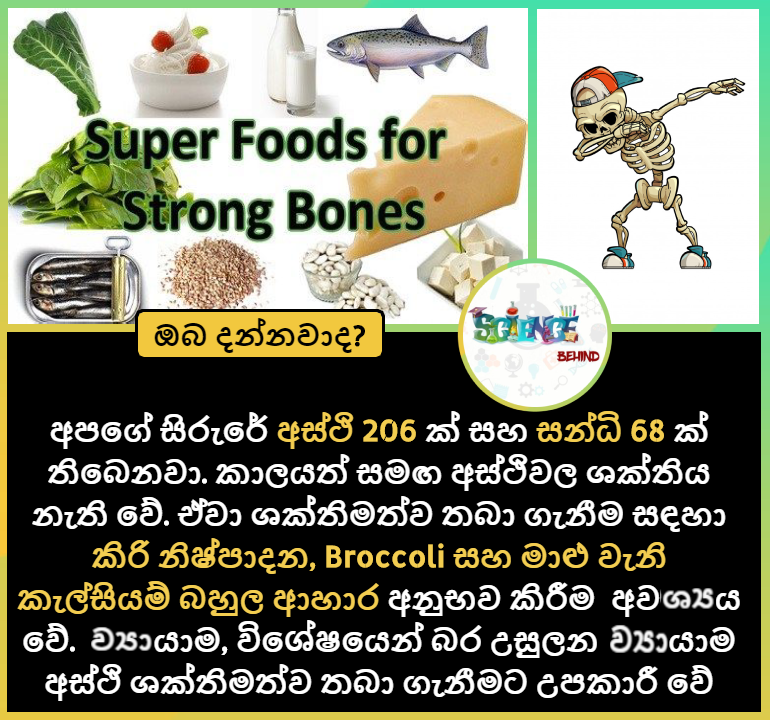 Super Foods for
Strong Bones
ඔබ දන්නවාද?
SCIENCE
BEHIND
අපගේ සිරුරේ අස්ථි 206 ක් සහ සන්ධි 68 ක්
තිබෙනවා. කාලයත් සමඟ අස්ථිවල ශක්තිය
නැති වේ. ඒවා ශක්තිමත්ව තබා ගැනීම සඳහා
කිරි නිෂ්පාදන, Broccoli සහ මාළු වැනි
කැල්සියම් බහුල ආහාර අනුභව කිරීම අවශ්‍යය
වේ. ව්‍යායාම, විශේෂයෙන් බර උසුලන ව්‍යායාම
අස්ථි ශක්තිමත්ව තබා ගැනීමට උපකාරී වේ